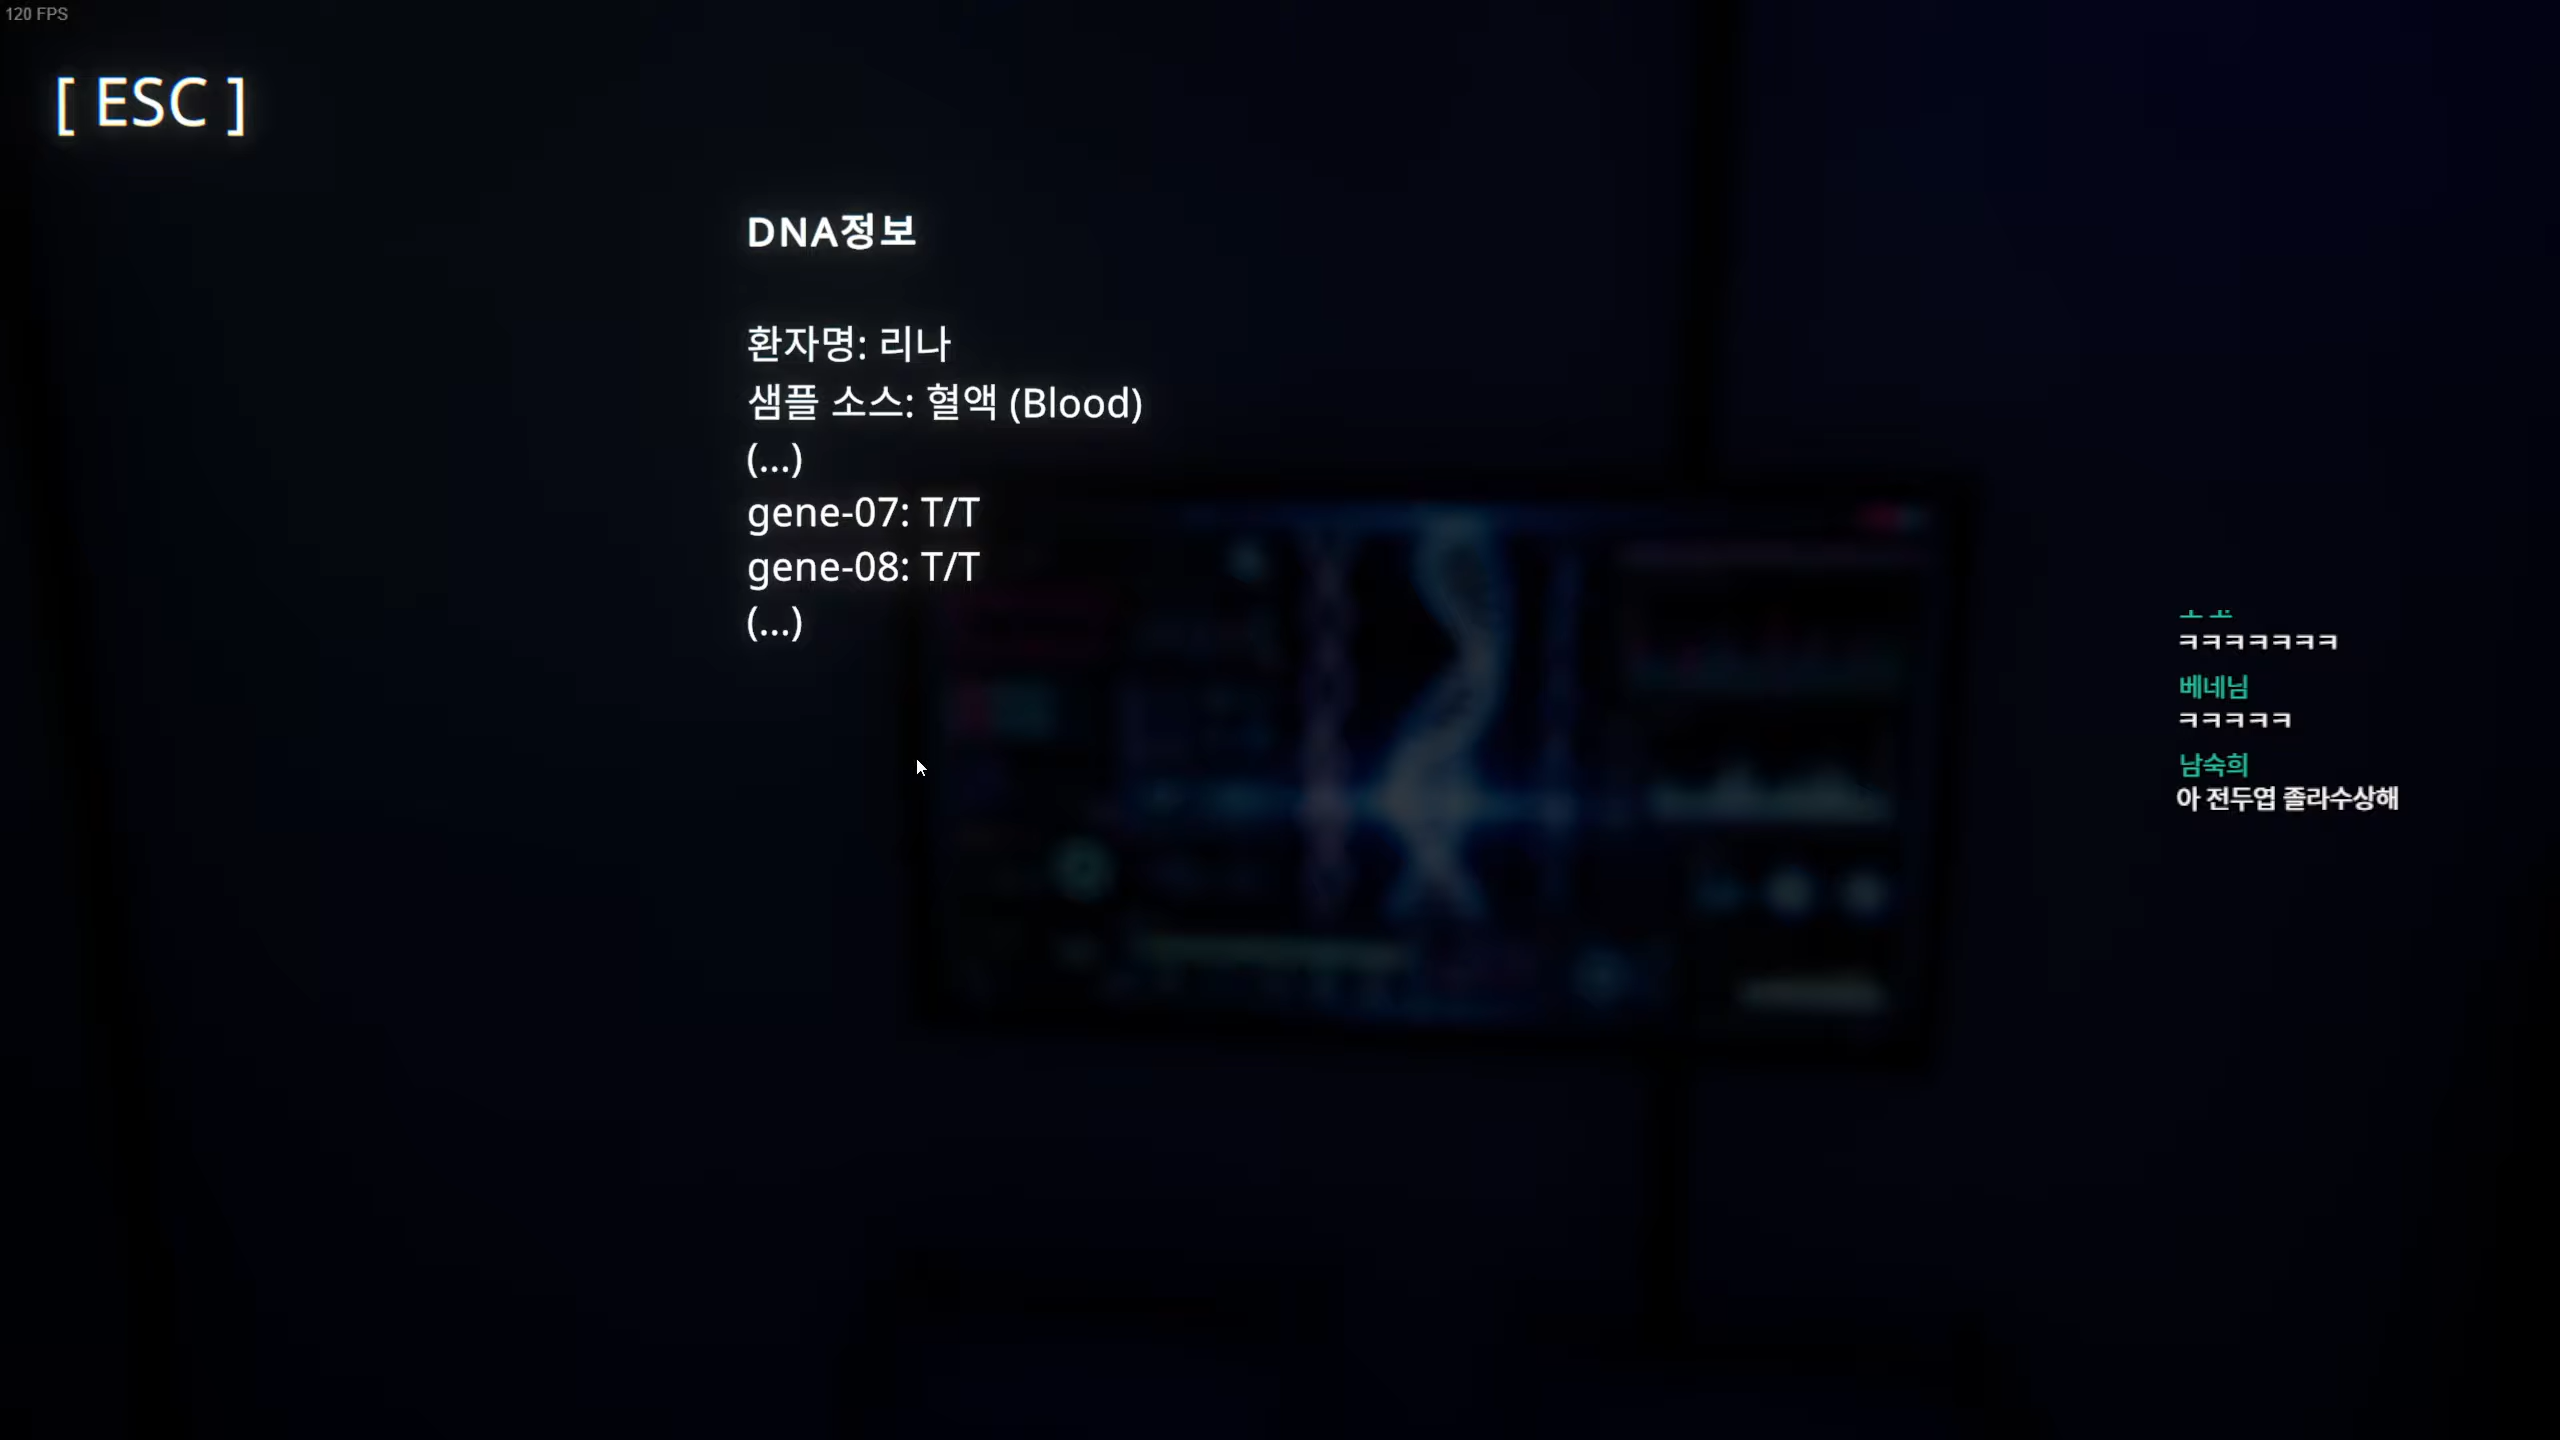 120 FPS
[ ESC ]
DNA정보
환자명: 리나
샘플 소스: 혈액 (Blood)
(...)
gene-07: T/T
gene-08: T/T
(...)
ㅋㅋㅋㅋㅋㅋㅋ
베네님
ㅋㅋㅋㅋㅋ
남숙희
아 전두엽 졸라수상해